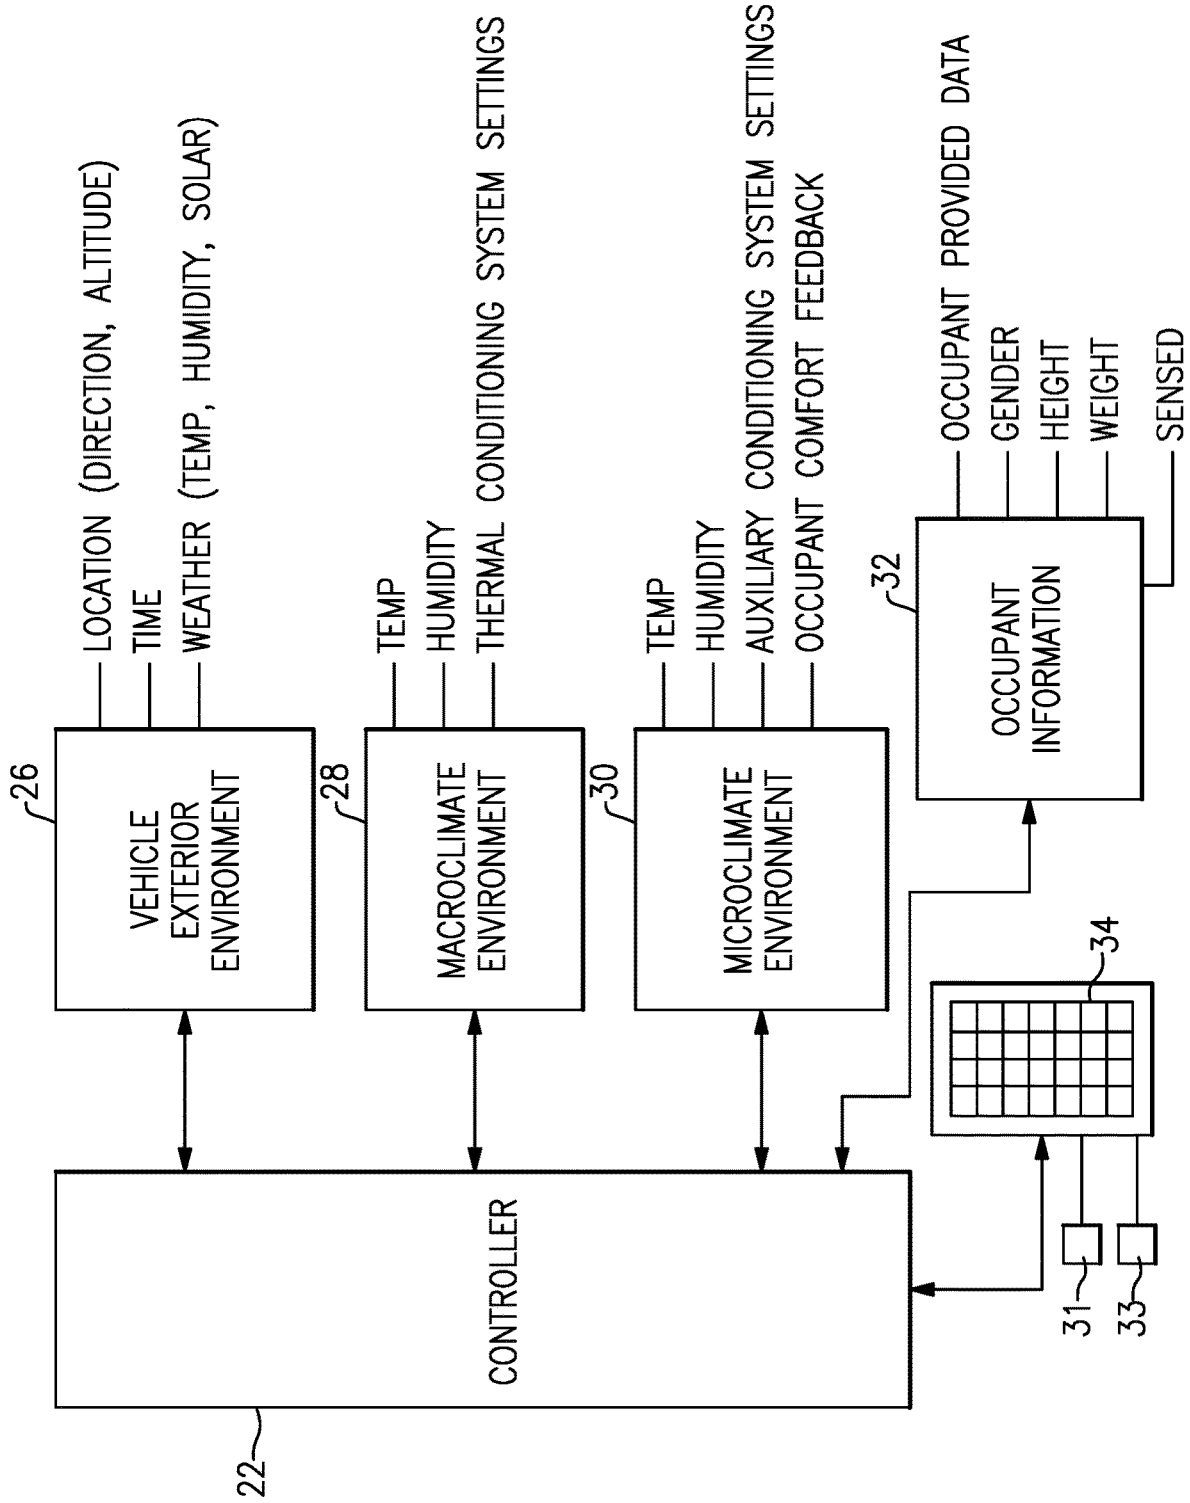 26
VEHICLE
EXTERIOR
ENVIRONMENT
LOCATION (DIRECTION, ALTITUDE)
TIME
WEATHER (TEMP, HUMIDITY, SOLAR)
28
MACROCLIMATE
ENVIRONMENT
TEMP
HUMIDITY
THERMAL CONDITIONING SYSTEM SETTINGS
30
MICROCLIMATE
ENVIRONMENT
TEMP
HUMIDITY
AUXILIARY CONDITIONING SYSTEM SETTINGS
OCCUPANT COMFORT FEEDBACK
22
CONTROLLER
32
OCCUPANT
INFORMATION
OCCUPANT PROVIDED DATA
GENDER
HEIGHT
WEIGHT
SENSED
34
31
33